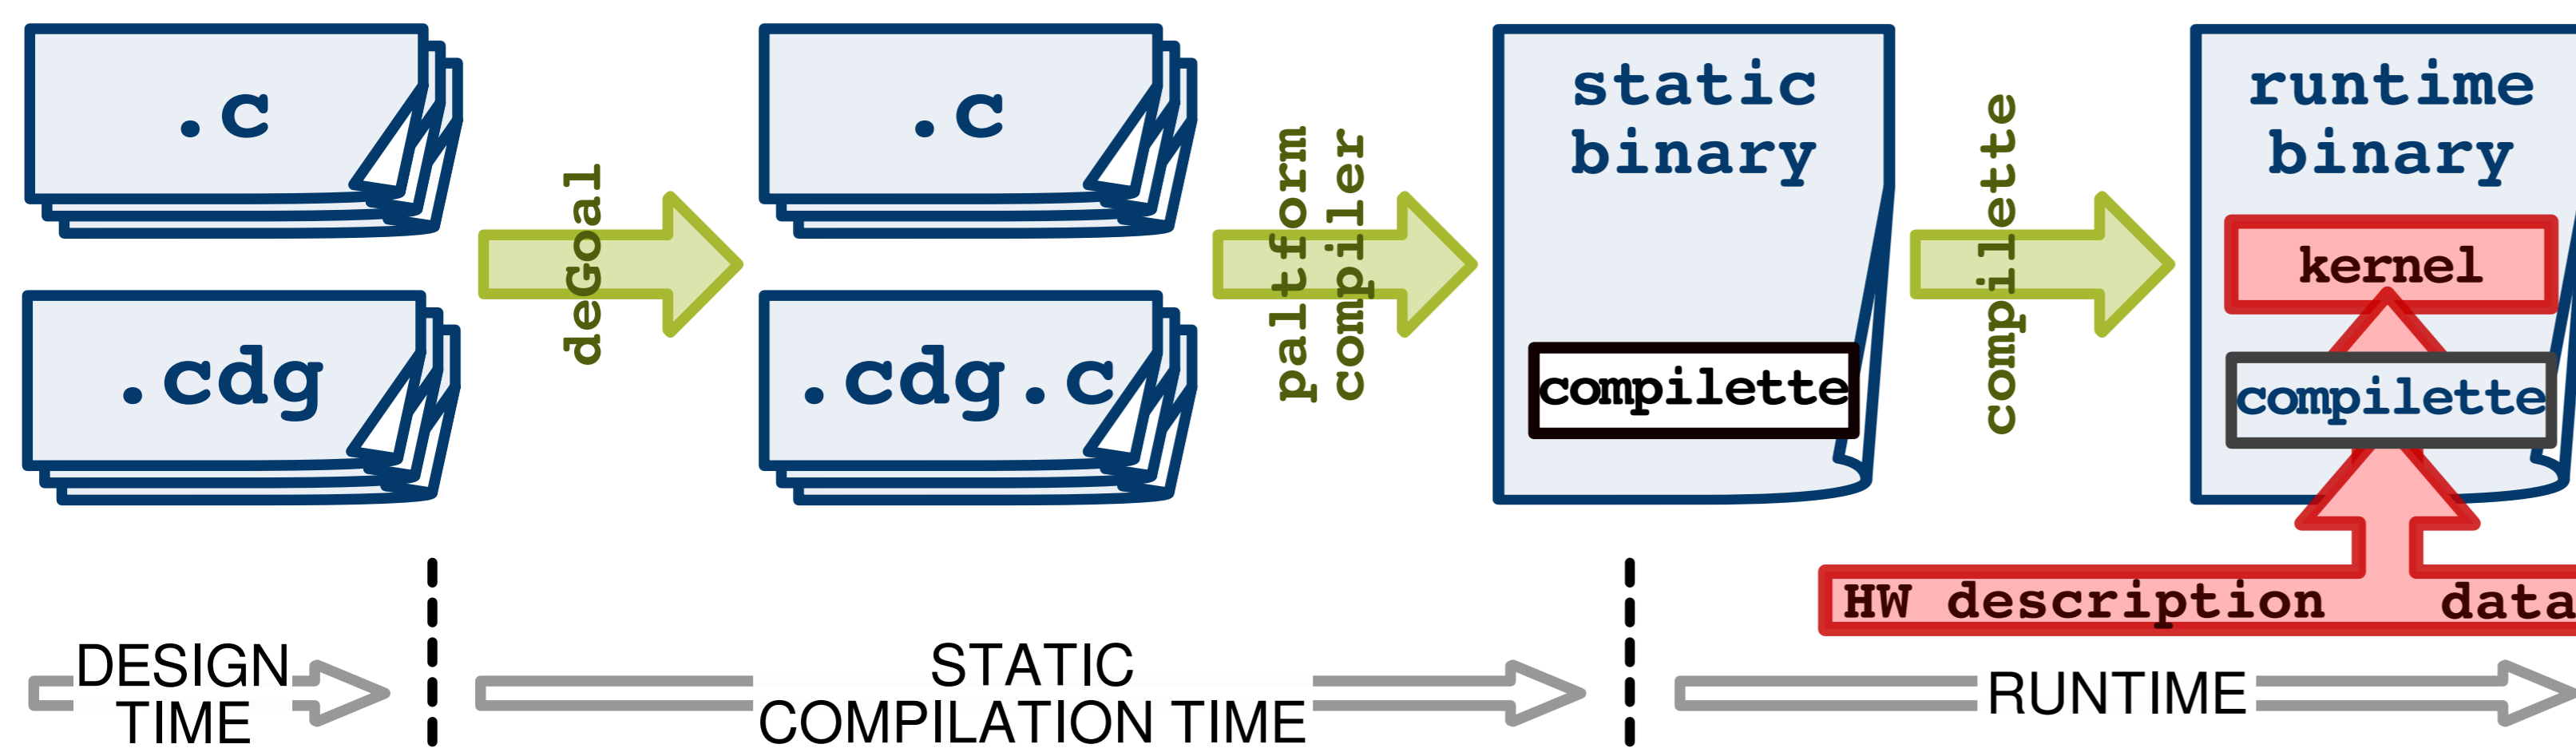 .c
.cdg
deGoal
.c
.cdg.c
paltform
compiler
static
binary
compilette
compilette
runtime
binary
kernel
compilette
HW description data
DESIGN
TIME
STATIC
COMPILATION TIME
RUNTIME